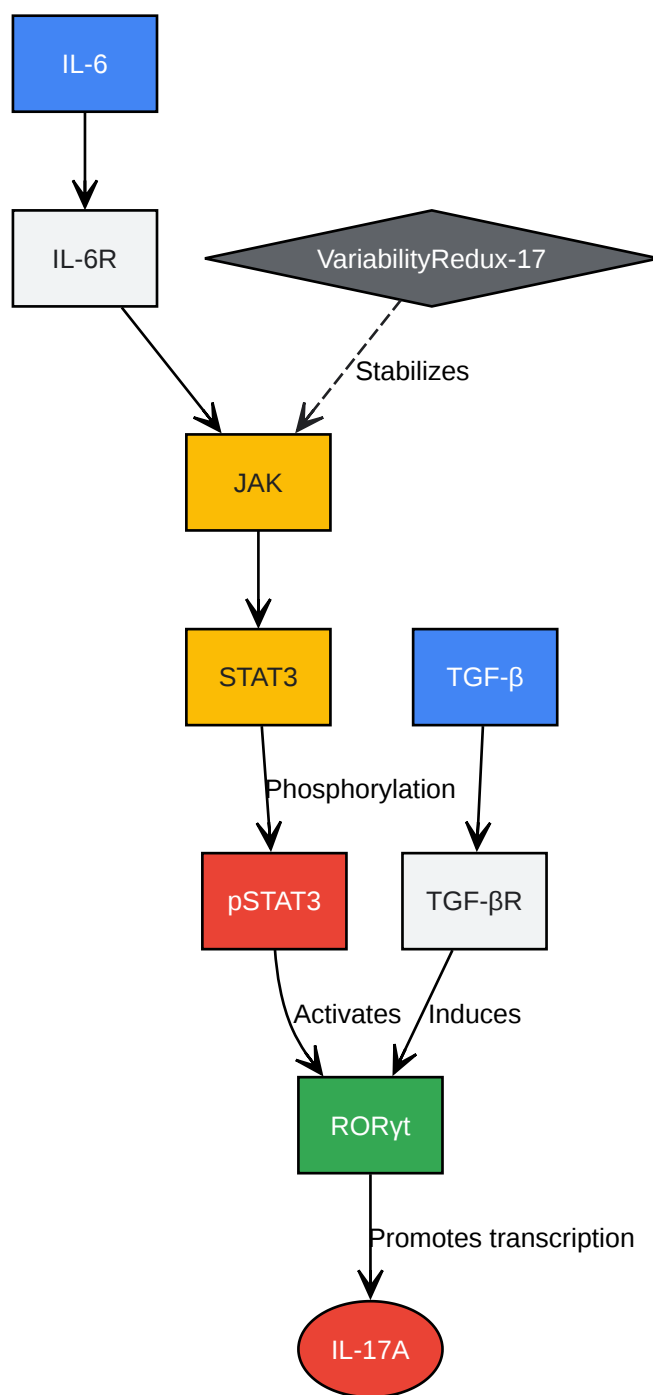 IL-6
IL-6R
VariabilityRedux-17
Stabilizes
JAK
STAT3
TGF-β
Phosphorylation
pSTAT3
TGF-βR
Activates
Induces
RORγt
Promotes transcription
IL-17A